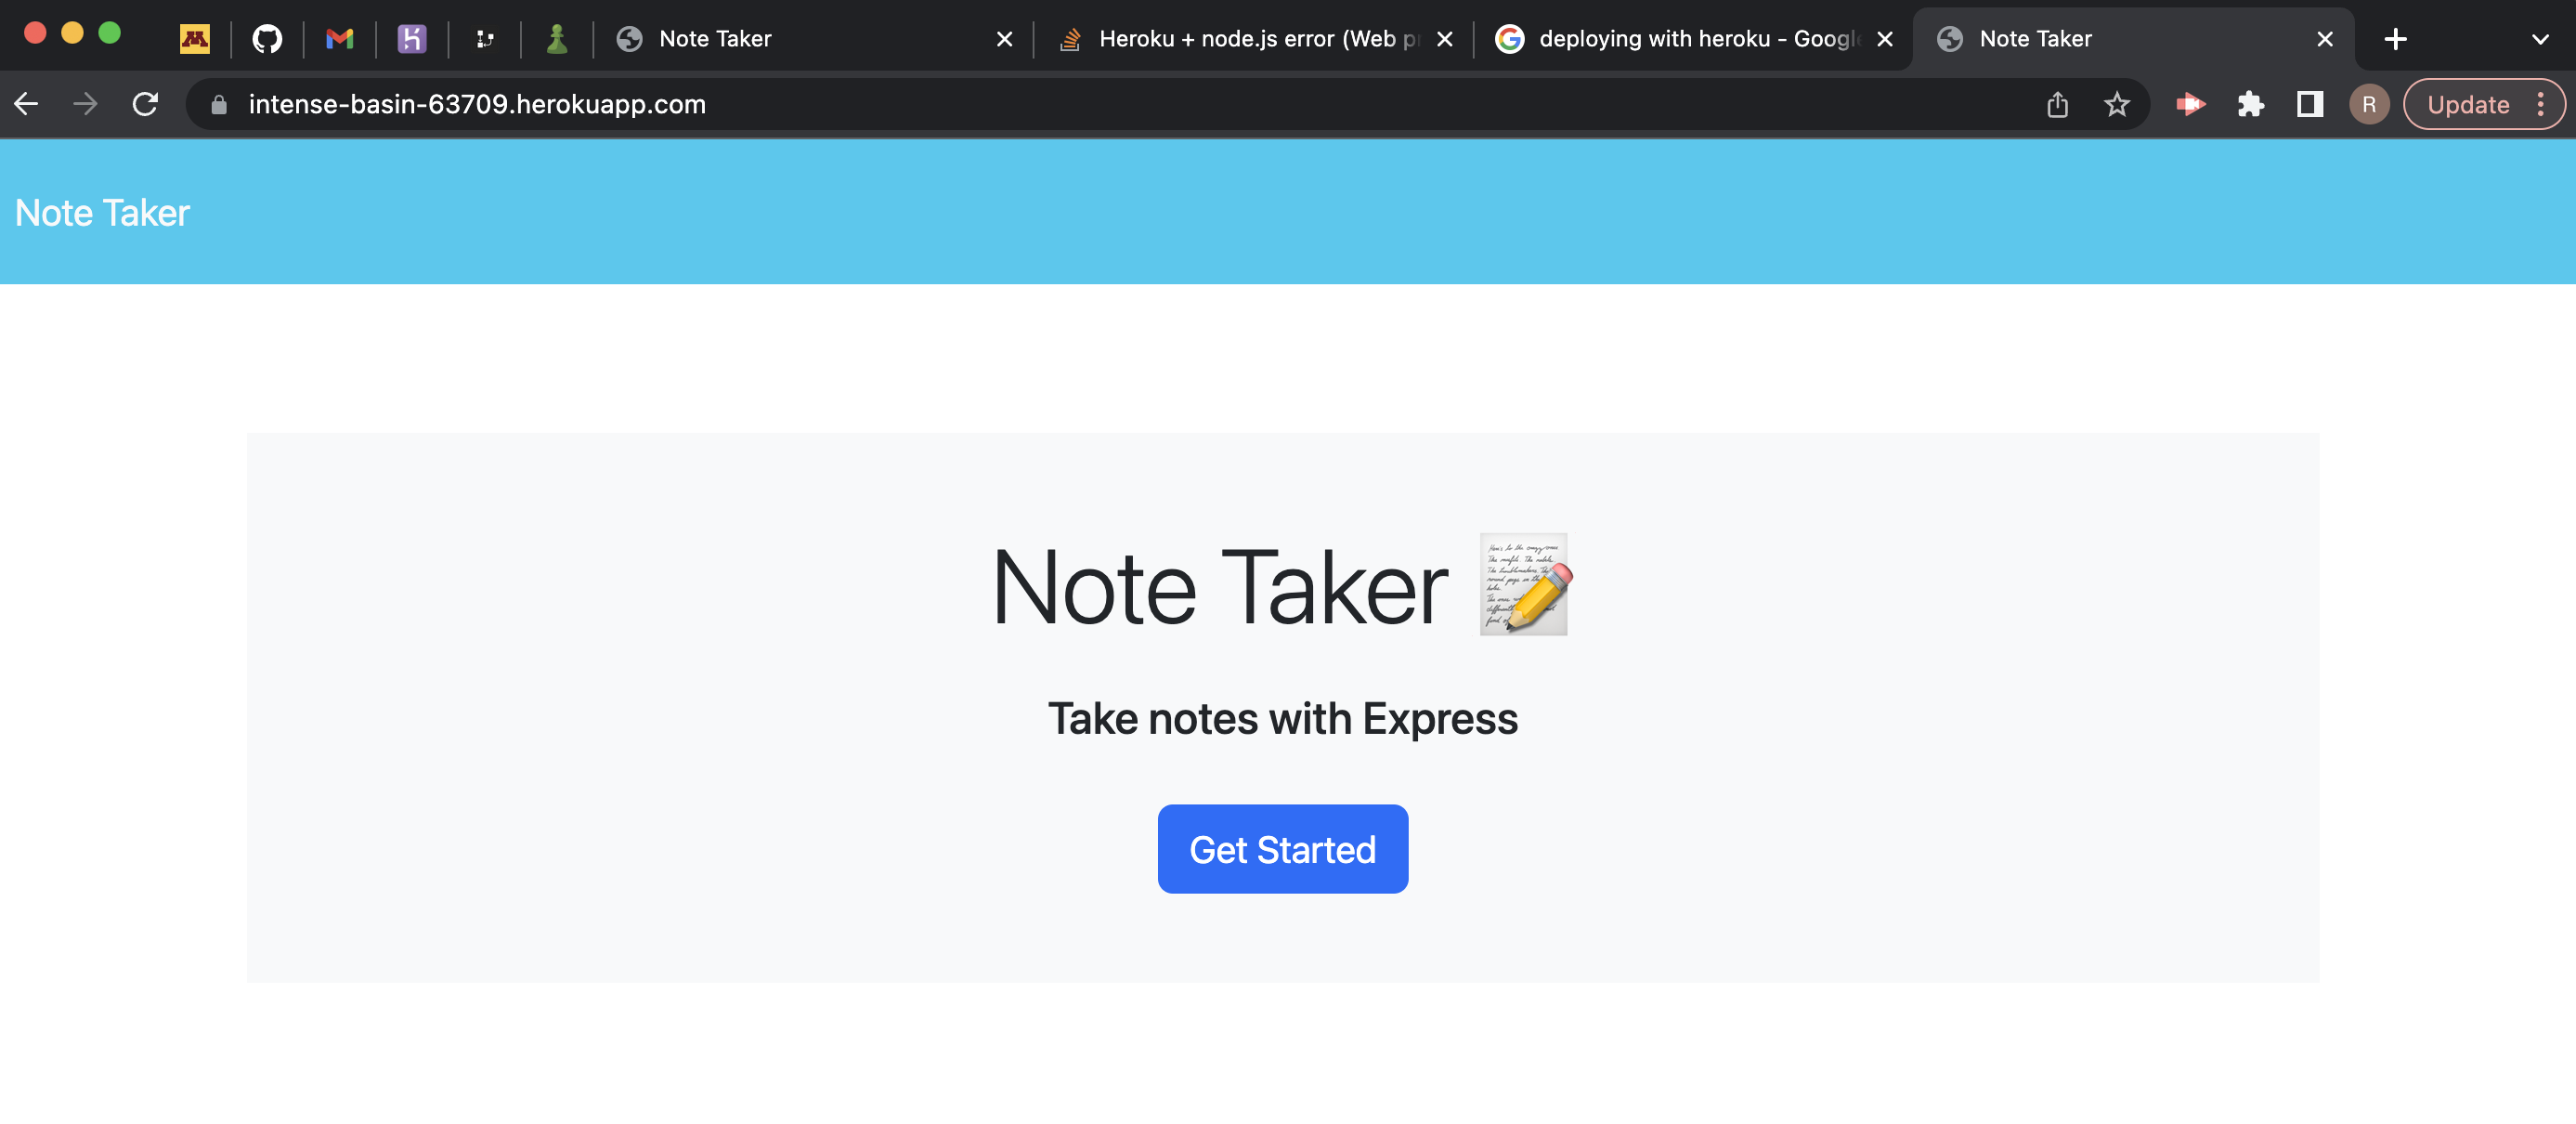 Note Taker
Heroku + node.js error (Web
deploying with heroku - Google
Note Taker
intense-basin-63709.herokuapp.com
R
Update
Note Taker
Note Taker
Take notes with Express
Get Started